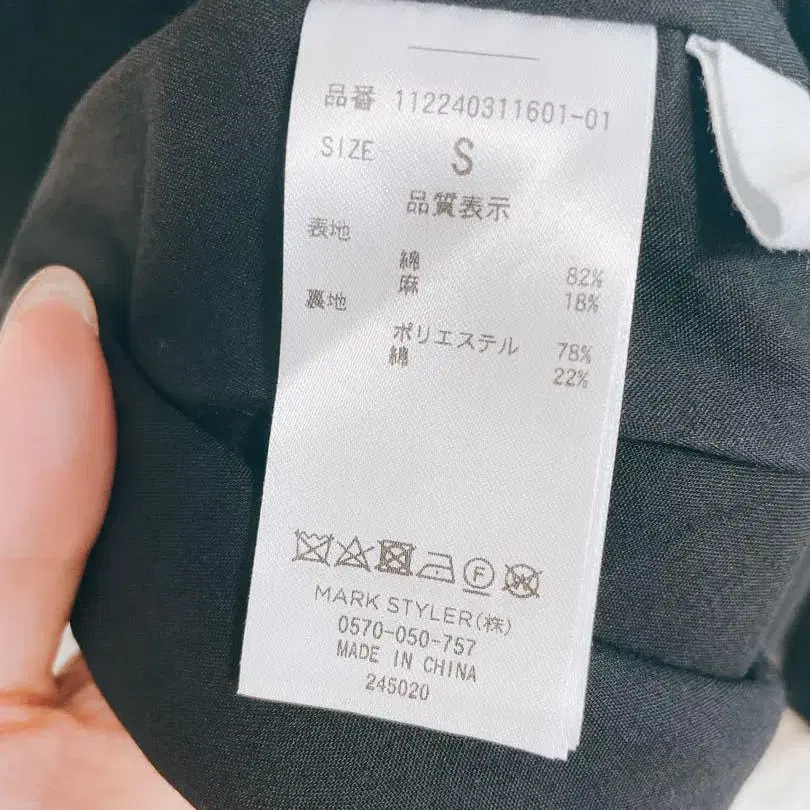 品番 112240311601-01
SIZE S
品質表示
表地
綿 82%
麻 18%
裏地
ポリエステル 78%
綿 22%
F
W
MARK STYLER(株)
0570-050-757
MADE IN CHINA
245020